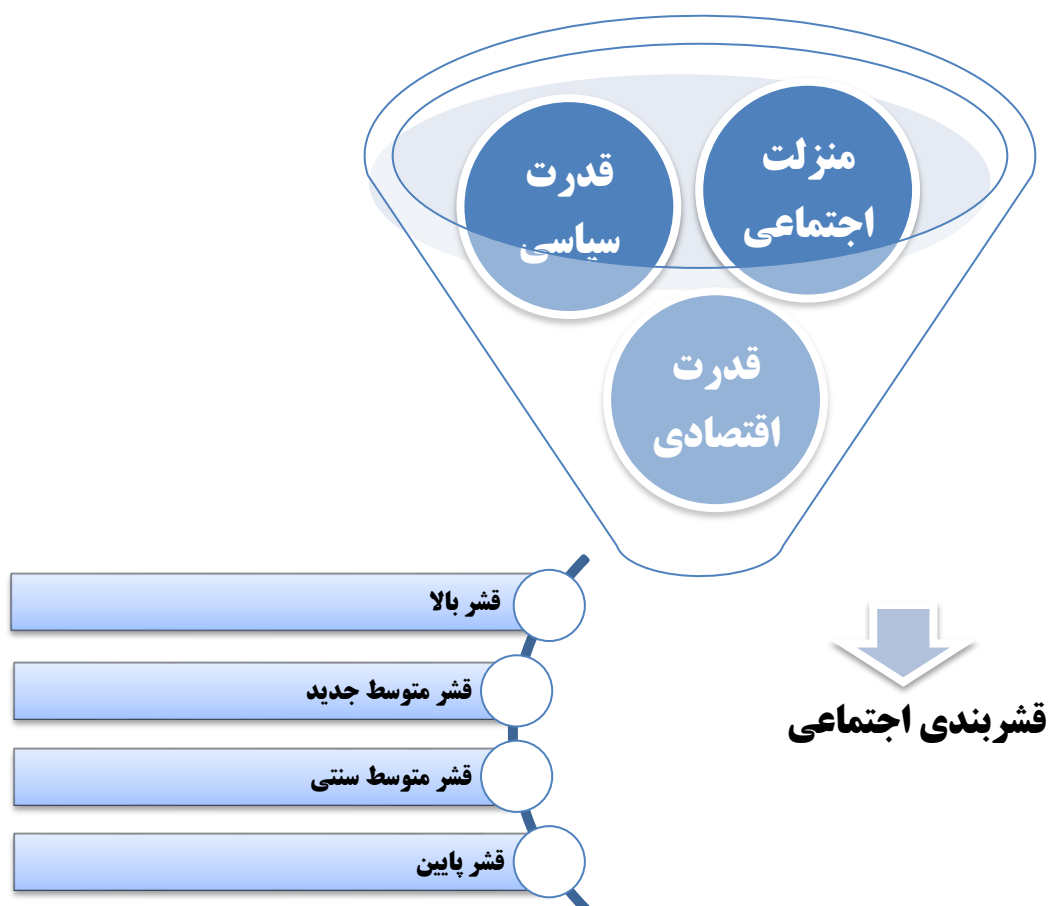 منزلت
اجتماعی
قدرت
سیاسی
قدرت
اقتصادی
قشربندی اجتماعی
قشر بالا
قشر متوسط جدید
قشر متوسط سنتی
قشر پایین